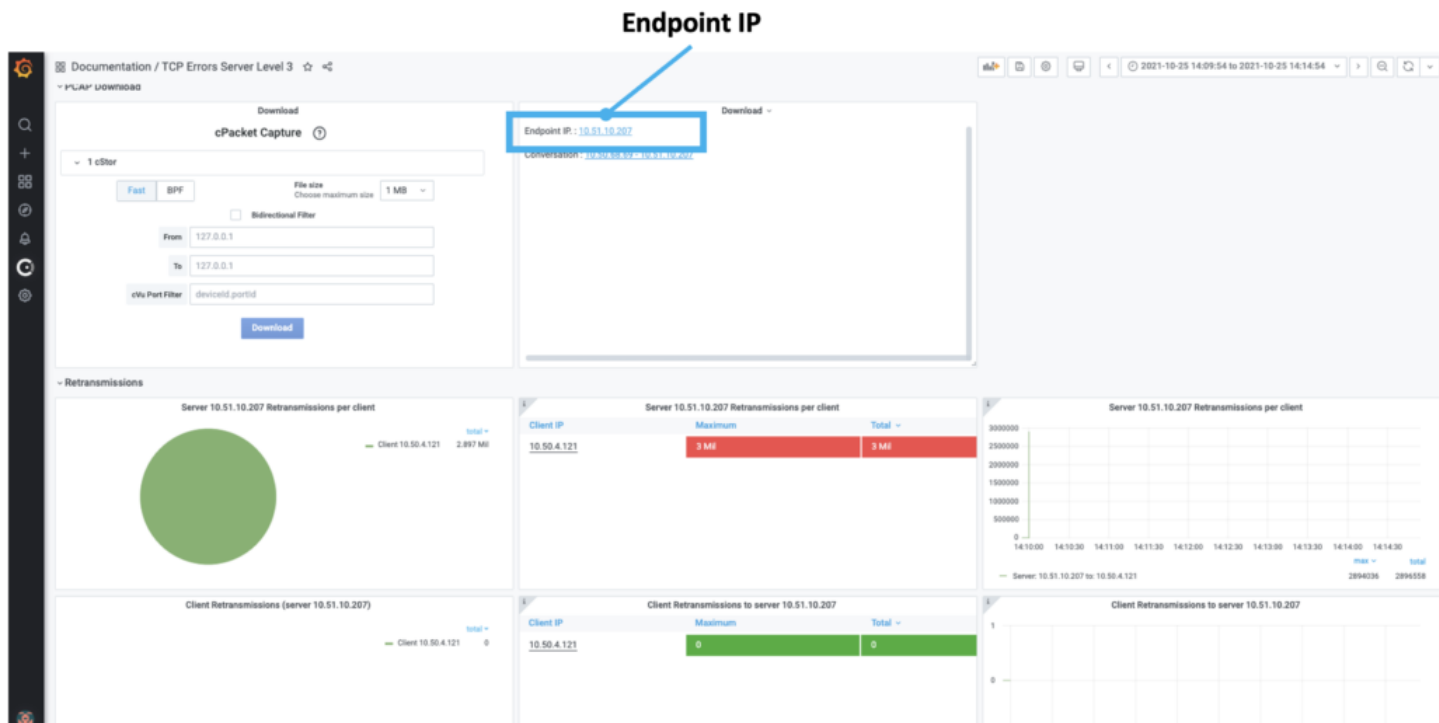 Endpoint IP
Documentation / TCP Errors Server Level 3
2021-10-25 14:09:54 to 2021-10-25 14:14:54
PCAP Download
Download
cPacket Capture ?
1 cStor
Fast BPF
File size
Choose maximum size
1 MB
Bidirectional Filter
From 127.0.0.1
To 127.0.0.1
cVu Port Filter deviceId.portId
Download
Download
Endpoint IP. : 10.51.10.207
Conversation : 10.50.68.69 - 10.51.10.207
Retransmissions
Server 10.51.10.207 Retransmissions per client
total
Client 10.50.4.121 2.897 Mil
Server 10.51.10.207 Retransmissions per client
Client IP Maximum Total
10.50.4.121 3 Mil 3 Mil
Server 10.51.10.207 Retransmissions per client
3000000
2500000
2000000
1500000
1000000
500000
0
14:10:00 14:10:30 14:11:00 14:11:30 14:12:00 14:12:30 14:13:00 14:13:30 14:14:00 14:14:30
max total
Server: 10.51.10.207 to: 10.50.4.121 2894036 2896558
Client Retransmissions (server 10.51.10.207)
total
Client 10.50.4.121 0
Client Retransmissions to server 10.51.10.207
Client IP Maximum Total
10.50.4.121 0 0
Client Retransmissions to server 10.51.10.207
1
0